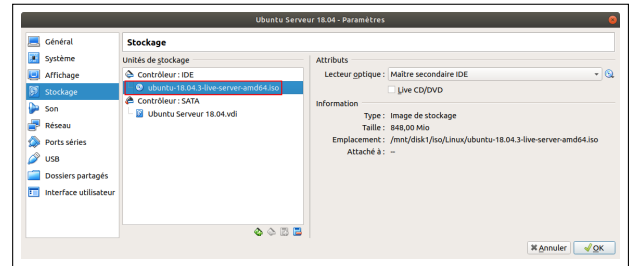 Ubuntu Serveur 18.04 - Paramètres
Général
Système
Affichage
Stockage
Son
Réseau
Ports séries
USB
Dossiers partagés
Interface utilisateur
Stockage
Unités de stockage
Contrôleur : IDE
ubuntu-18.04.3-live-server-amd64.iso
Contrôleur : SATA
Ubuntu Serveur 18.04.vdi
Attributs
Lecteur optique : Maître secondaire IDE
Live CD/DVD
Information
Type : Image de stockage
Taille : 848,00 Mio
Emplacement : /mnt/disk1/iso/Linux/ubuntu-18.04.3-live-server-amd64.iso
Attaché à : --
Annuler
OK